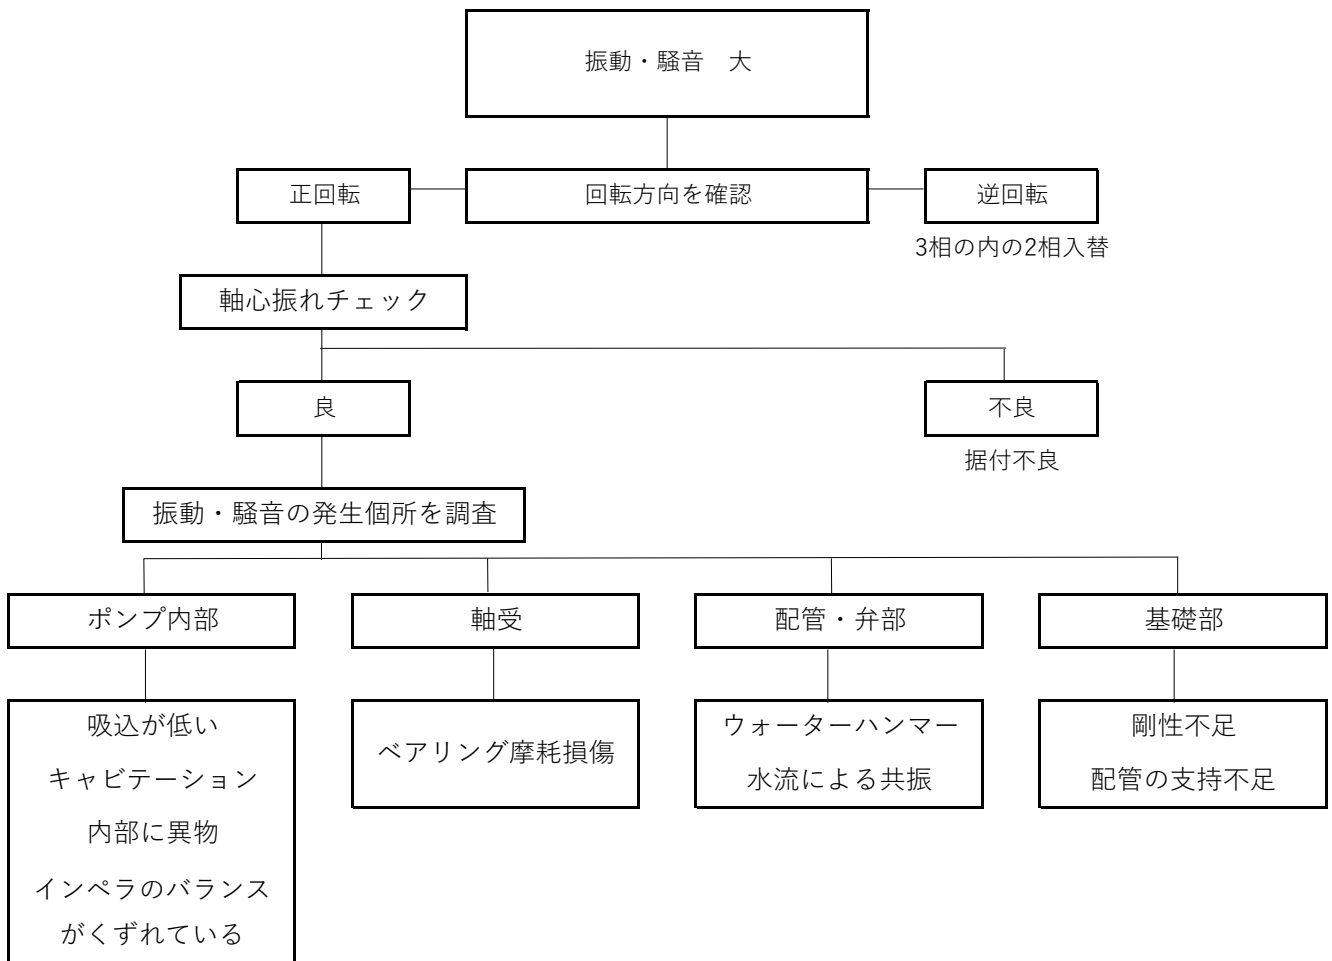 振動・騒音　大
正回転
回転方向を確認
逆回転
3相の内の2相入替
軸心振れチェック
良
不良
据付不良
振動・騒音の発生個所を調査
ポンプ内部
軸受
配管・弁部
基礎部
吸込が低い
キャビテーション
内部に異物
インペラのバランス
がくずれている
ベアリング摩耗損傷
ウォーターハンマー
水流による共振
剛性不足
配管の支持不足